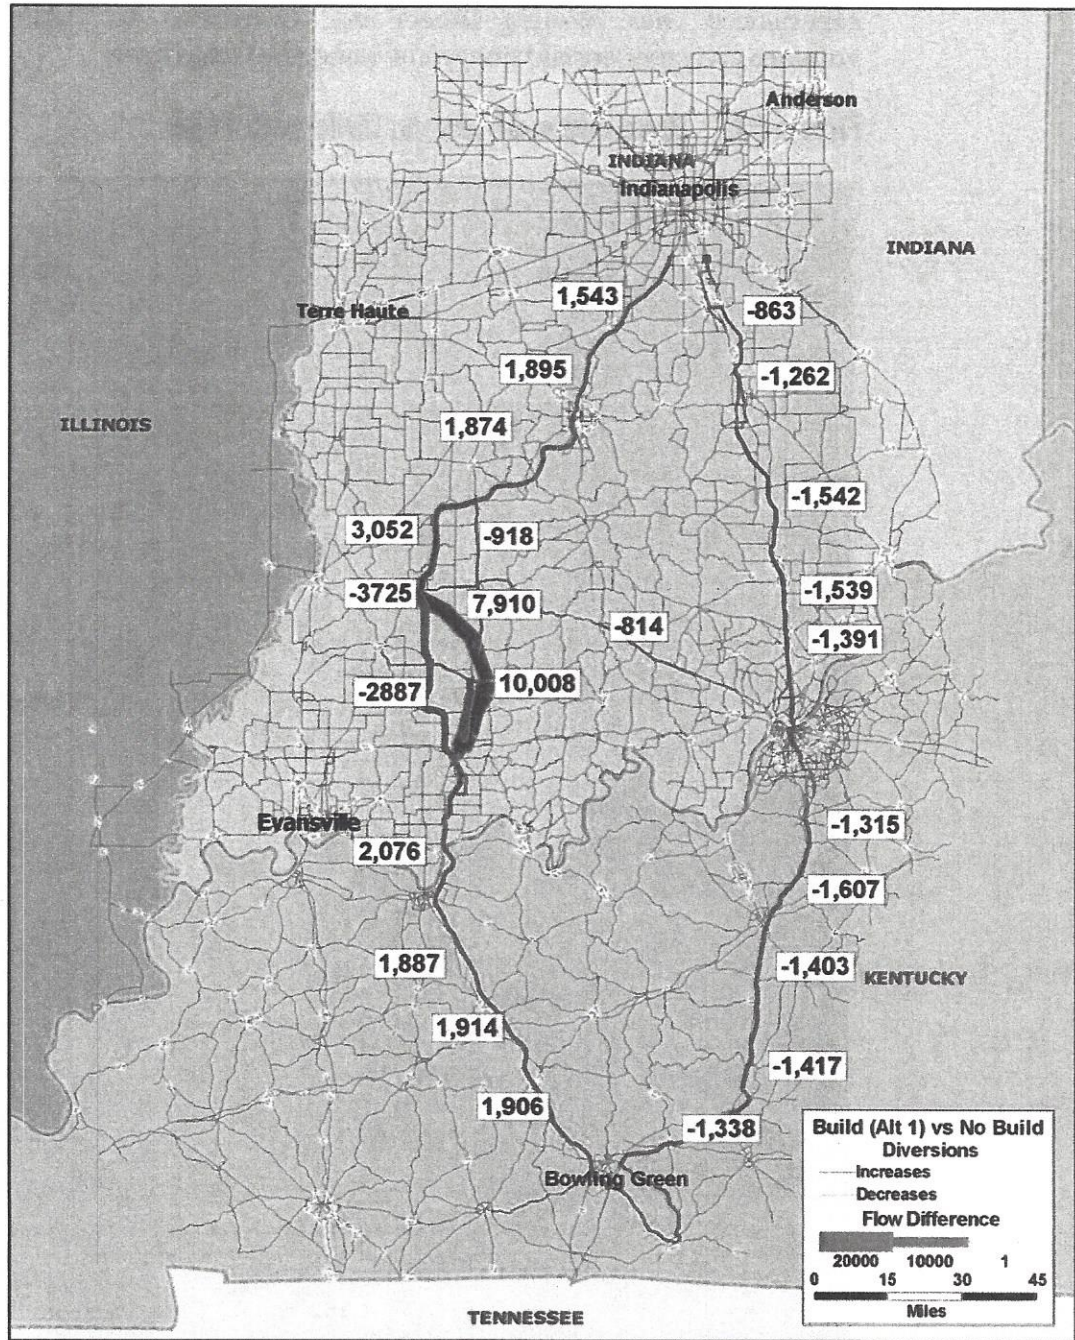 Anderson
INDIANA
Indianapolis
INDIANA
1,543
-863
Terre Haute
1,895
-1,262
ILLINOIS
1,874
-1,542
3,052
-918
-3725
7,910
-1,539
-814
-1,391
-2887
10,008
Evansville
-1,315
2,076
-1,607
1,887
-1,403
KENTUCKY
1,914
-1,417
1,906
-1,338
Bowling Green
Build (Alt 1) vs No Build
Diversions
Increases
Decreases
Flow Difference
20000 10000 1
0 15 30 45
Miles
TENNESSEE